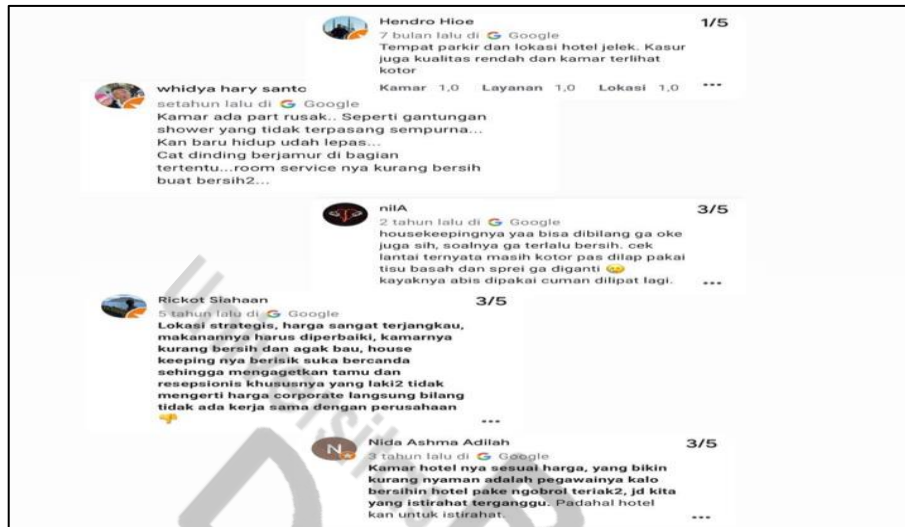 Hendro Hioe
1/5
7 bulan lalu di Google
Tempat parkir dan lokasi hotel jelek. Kasur
juga kualitas rendah dan kamar terlihat
kotor
Kamar 1,0 Layanan 1,0 Lokasi 1,0
whidya hary santo
setahun lalu di Google
Kamar ada part rusak.. Seperti gantungan
shower yang tidak terpasang sempurna...
Kan baru hidup udah lepas...
Cat dinding berjamur di bagian
tertentu...room service nya kurang bersih
buat bersih2...
nilA
3/5
2 tahun lalu di Google
housekeepingnya yaa bisa dibilang ga oke
juga sih, soalnya ga terlalu bersih. cek
lantai ternyata masih kotor pas dilap pakai
tisu basah dan sprei ga diganti
kayaknya abis dipakai cuman dilipat lagi.
Rickot Siahaan
3/5
5 tahun lalu di Google
Lokasi strategis, harga sangat terjangkau,
makanannya harus diperbaiki, kamarnya
kurang bersih dan agak bau, house
keeping nya berisik suka bercanda
sehingga mengagetkan tamu dan
resepsionis khususnya yang laki2 tidak
mengerti harga corporate langsung bilang
tidak ada kerja sama dengan perusahaan
N
Nida Ashma Adilah
3/5
3 tahun lalu di Google
Kamar hotel nya sesuai harga, yang bikin
kurang nyaman adalah pegawainya kalo
bersihin hotel pake ngobrol teriak2, jd kita
yang istirahat terganggu. Padahal hotel
kan untuk istirahat.